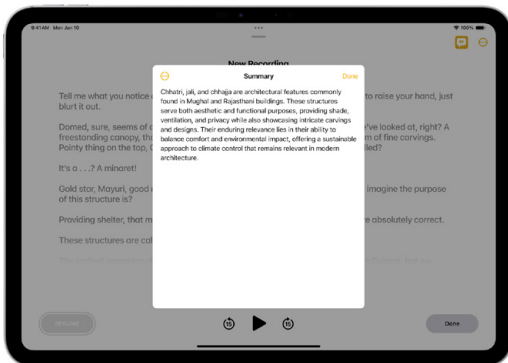 9:41AM Mon Jun 10
100%
New Recording
Summary
Done
Chhatri, jali, and chhajja are architectural features commonly
found in Mughal and Rajasthani buildings. These structures
serve both aesthetic and functional purposes, providing shade,
ventilation, and privacy while also showcasing intricate carvings
and designs. Their enduring relevance lies in their ability to
balance comfort and environmental impact, offering a sustainable
approach to climate control that remains relevant in modern
architecture.
Tell me what you notice to raise your hand, just
blurt it out.
Domed, sure, seems of 've looked at, right? A
freestanding canopy, th m of fine carvings.
Pointy thing on the top, lled?
It's a . . .? A minaret!
Gold star, Mayuri, good imagine the purpose
of this structure is?
Providing shelter, that m re absolutely correct.
These structures are cal
15
15
Done